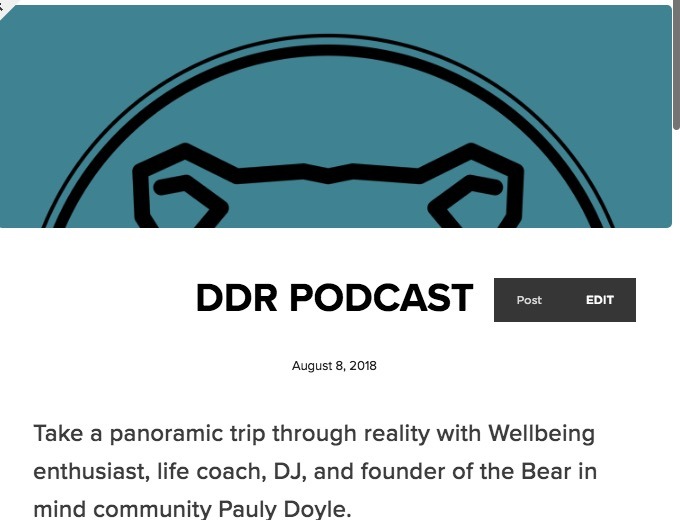 DDR PODCAST
Post EDIT
August 8, 2018
Take a panoramic trip through reality with Wellbeing
enthusiast, life coach, DJ, and founder of the Bear in
mind community Pauly Doyle.